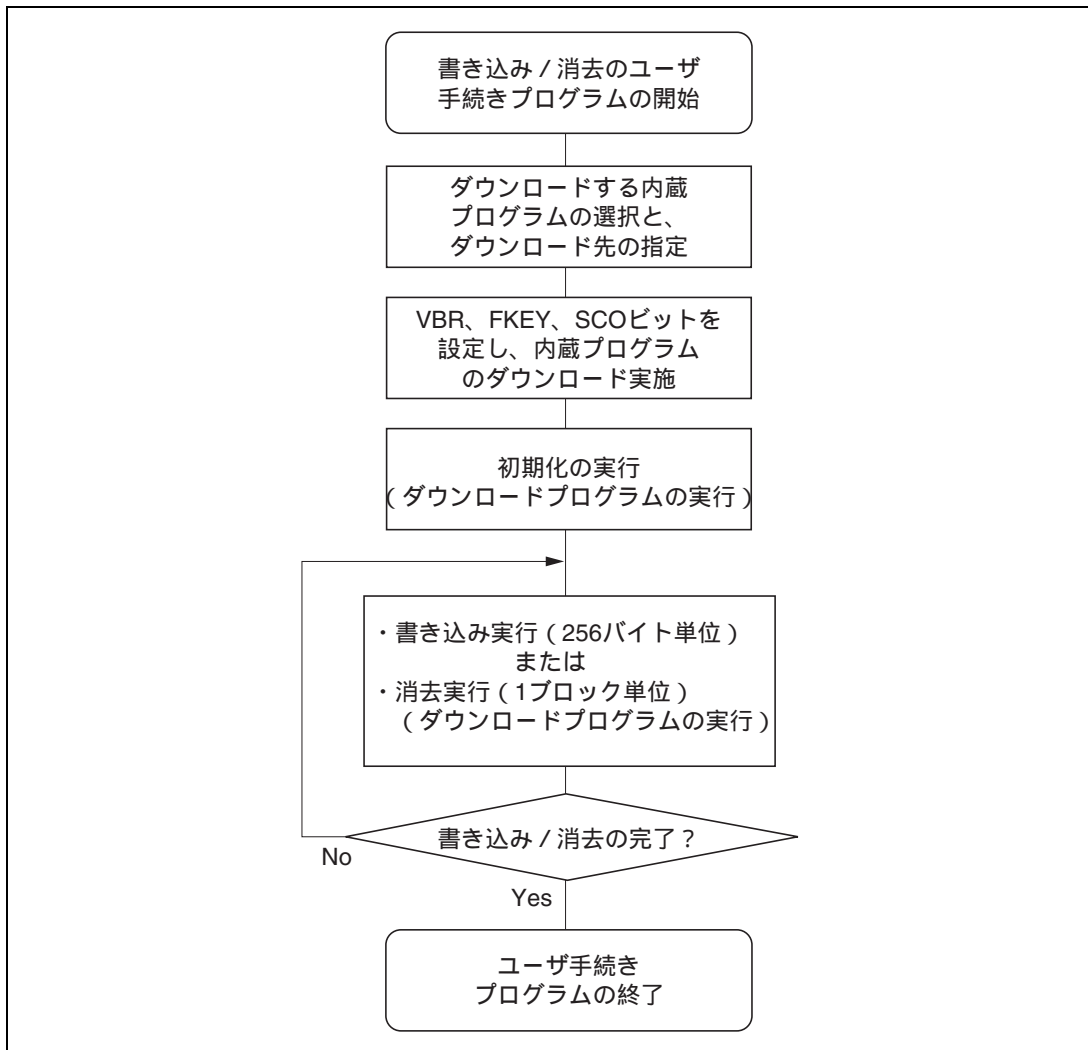 書き込み / 消去のユーザ
手続きプログラムの開始
ダウンロードする内蔵
プログラムの選択と、
ダウンロード先の指定
VBR、FKEY、SCOビットを
設定し、内蔵プログラム
のダウンロード実施
初期化の実行
（ダウンロードプログラムの実行）
・書き込み実行（256バイト単位）
または
・消去実行（1ブロック単位）
（ダウンロードプログラムの実行）
書き込み / 消去の完了？
No
Yes
ユーザ手続き
プログラムの終了